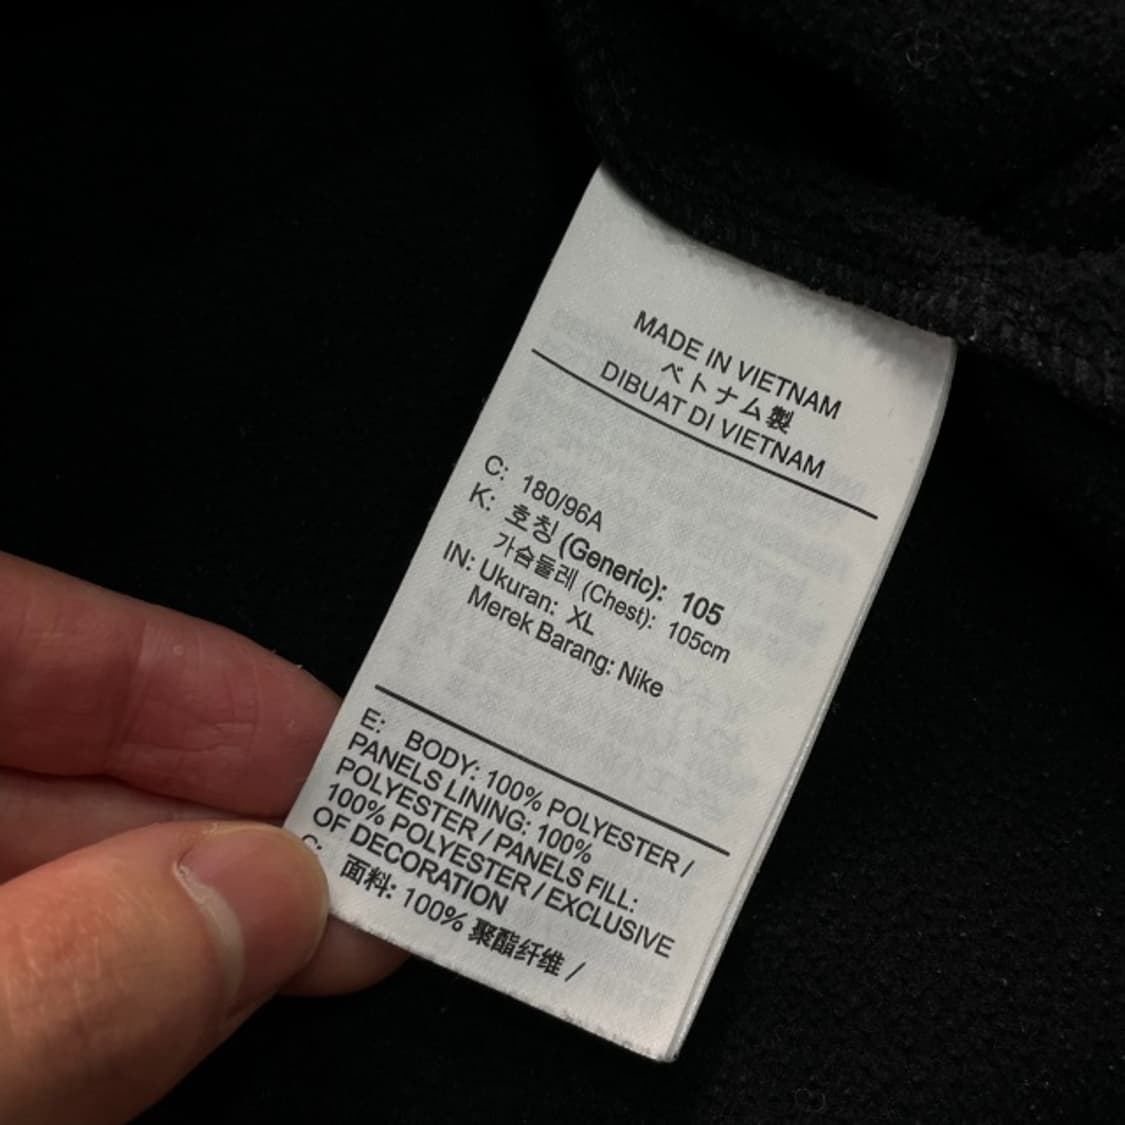 MADE IN VIETNAM
ベトナム製
DIBUAT DI VIETNAM
C: 180/96A
K: 호칭 (Generic): 105
가슴둘레 (Chest): 105cm
IN: Ukuran: XL
Merek Barang: Nike
E: BODY: 100% POLYESTER /
PANELS LINING: 100%
POLYESTER / PANELS FILL:
100% POLYESTER / EXCLUSIVE
OF DECORATION
C: 面料: 100% 聚酯纤维 /